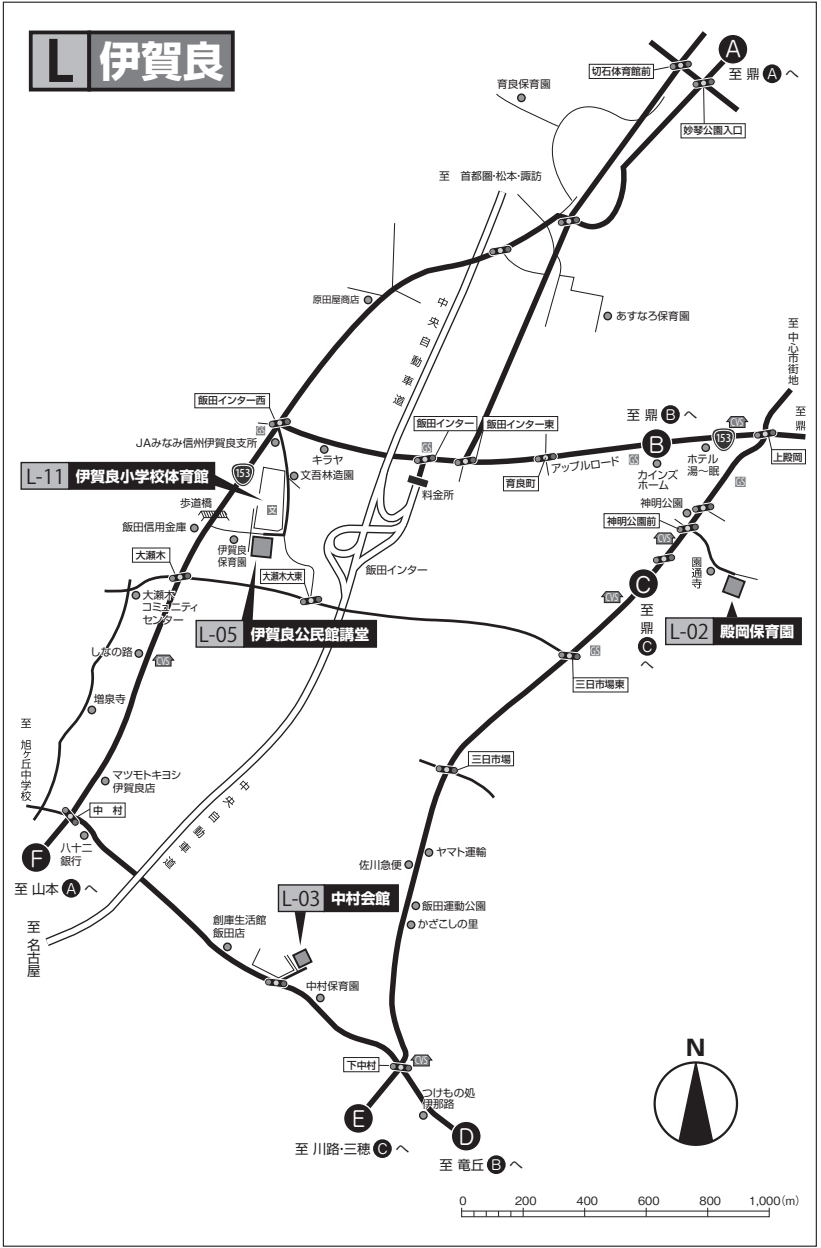 L 伊賀良
A
至 鼎 A へ
切石体育館前
妙琴公園入口
育良保育園
至 首都圏・松本・諏訪
原田屋商店
中央自動車道
あすなろ保育園
至 中心市街地
至 鼎
飯田インター西
飯田インター
飯田インター東
至 鼎 B へ
B
CVS
153
上殿岡
JAみなみ信州伊賀良支所
GS
キラヤ
GS
育良町
アップルロード
GS
カインズ
ホーム
ホテル
湯〜眠
GS
L-11 伊賀良小学校体育館
153
文吾林造園
料金所
歩道橋
文
飯田信用金庫
伊賀良
保育園
神明公園
神明公園前
CVS
園通寺
大瀬木
大瀬木大東
飯田インター
大瀬木
コミュニティ
センター
C
至 鼎 C へ
CVS
L-05 伊賀良公民館講堂
L-02 殿岡保育園
しなの路
CVS
GS
三日市場東
増泉寺
至 旭ヶ丘中学校
三日市場
マツモトキヨシ
伊賀良店
中村
中央自動車道
八十二
銀行
F
至 山本 A へ
佐川急便
ヤマト運輸
L-03 中村会館
飯田運動公園
かざこしの里
至 名古屋
創庫生活館
飯田店
中村保育園
下中村
CVS
つけもの処
伊那路
E
至 川路・三穂 C へ
D
至 竜丘 B へ
N
0 200 400 600 800 1,000(m)